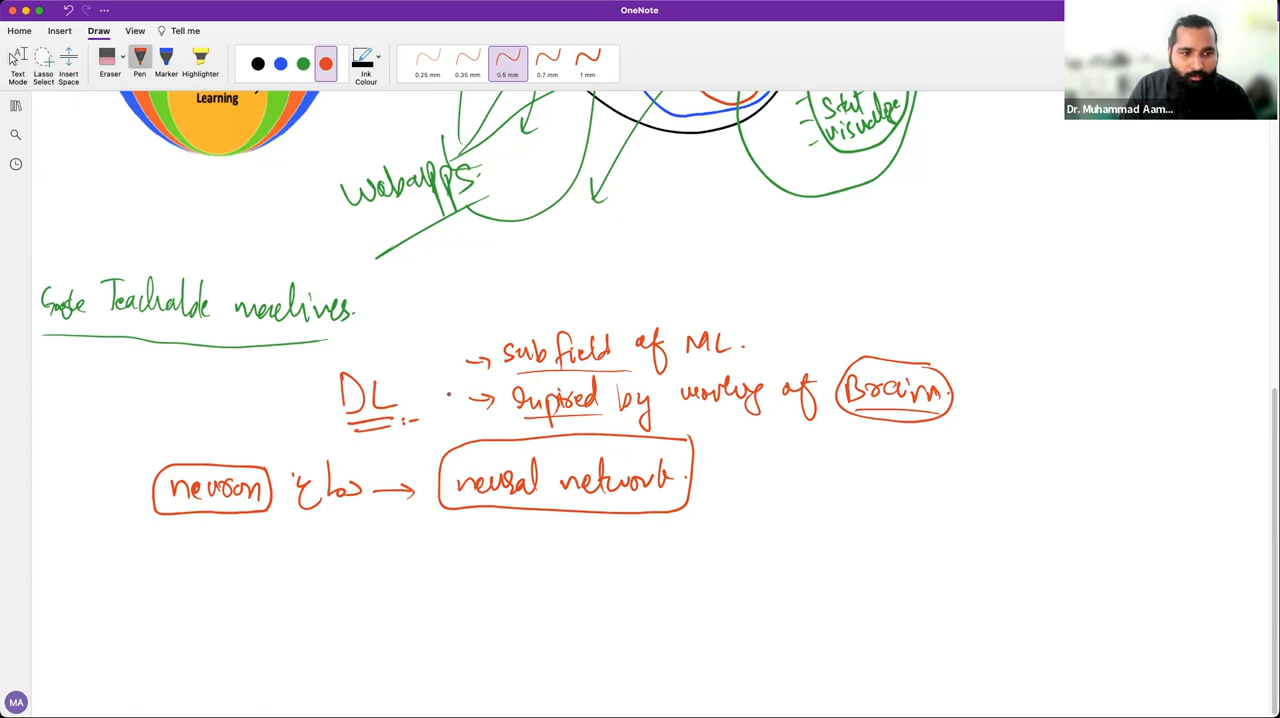 OneNote
Home Insert Draw View Tell me
Text Mode
Lasso Select
Insert Space
Eraser
Pen
Marker
Highlighter
Ink Colour
0.25 mm
0.35 mm
0.5 mm
0.7 mm
1 mm
Dr. Muhammad Aam...
Learning
Stat
visualize
Webapps.
Teachable machines.
→ subfield of ML.
DL :- → Inspired by working of Brain.
neuron → neural network.
MA